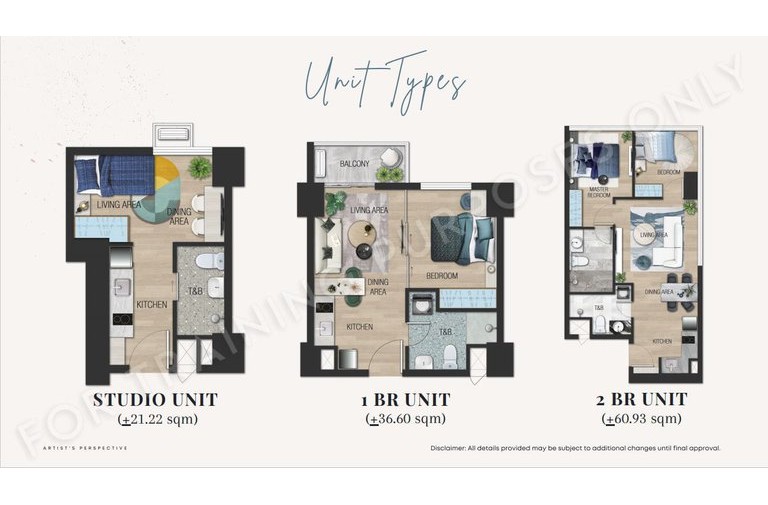 Unit Types
LIVING AREA
DINING
AREA
KITCHEN
T&B
BALCONY
LIVING AREA
BEDROOM
DINING
AREA
KITCHEN
T&B
MASTER
BEDROOM
BEDROOM
LIVING AREA
DINING AREA
T&B
KITCHEN
STUDIO UNIT
(±21.22 sqm)
1 BR UNIT
(±36.60 sqm)
2 BR UNIT
(±60.93 sqm)
ARTIST'S PERSPECTIVE
Disclaimer: All details provided may be subject to additional changes until final approval.
FOR TRAINING PURPOSES ONLY